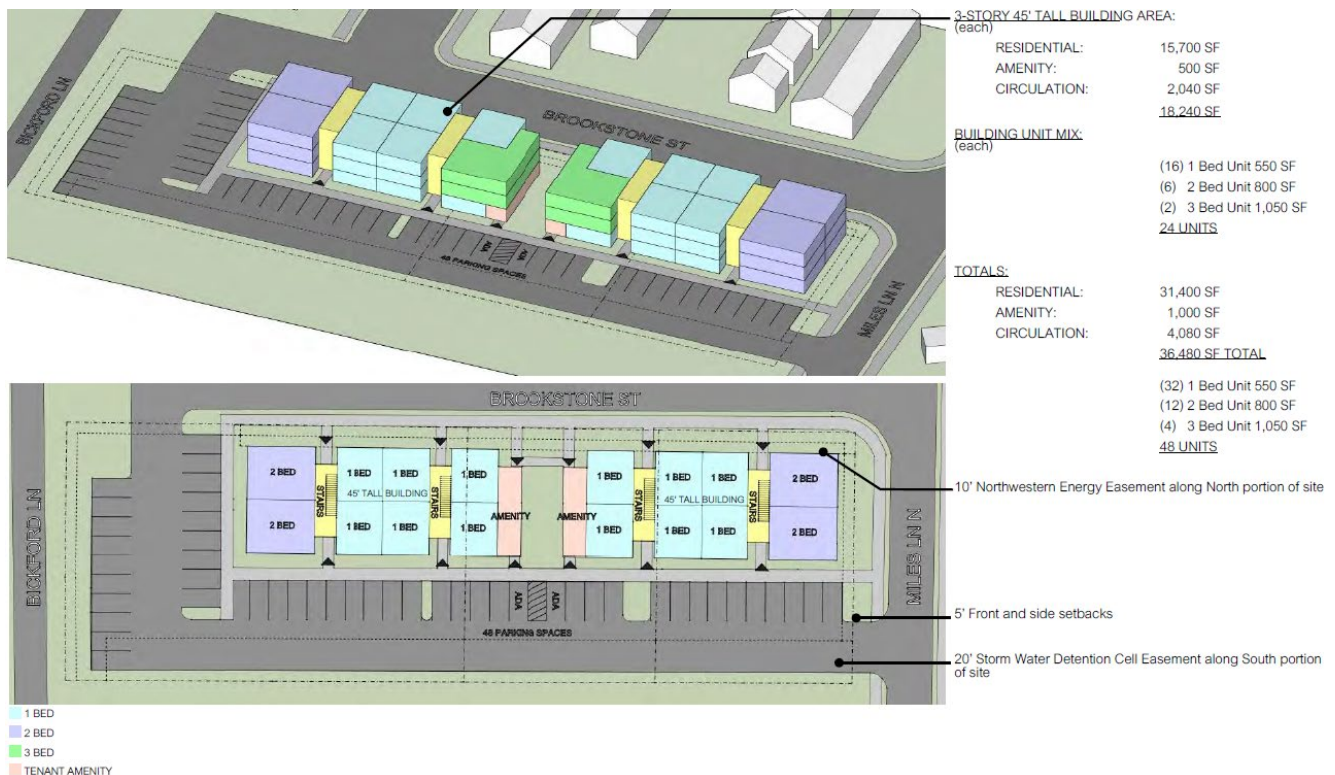 3-STORY 45' TALL BUILDING AREA:
(each)
RESIDENTIAL: 15,700 SF
AMENITY: 500 SF
CIRCULATION: 2,040 SF
18,240 SF
BUILDING UNIT MIX:
(each)
(16) 1 Bed Unit 550 SF
(6) 2 Bed Unit 800 SF
(2) 3 Bed Unit 1,050 SF
24 UNITS
TOTALS:
RESIDENTIAL: 31,400 SF
AMENITY: 1,000 SF
CIRCULATION: 4,080 SF
36,480 SF TOTAL
(32) 1 Bed Unit 550 SF
(12) 2 Bed Unit 800 SF
(4) 3 Bed Unit 1,050 SF
48 UNITS
10' Northwestern Energy Easement along North portion of site
5' Front and side setbacks
20' Storm Water Detention Cell Easement along South portion
of site
BICKFORD LN
BROOKSTONE ST
MILES LN N
ADA
ADA
48 PARKING SPACES
BROOKSTONE ST
BICKFORD LN
MILES LN N
2 BED
1 BED
1 BED
1 BED
1 BED
1 BED
1 BED
2 BED
STAIRS
45' TALL BUILDING
STAIRS
STAIRS
45' TALL BUILDING
STAIRS
AMENITY
AMENITY
2 BED
1 BED
1 BED
1 BED
1 BED
1 BED
1 BED
2 BED
ADA
ADA
48 PARKING SPACES
1 BED
2 BED
3 BED
TENANT AMENITY